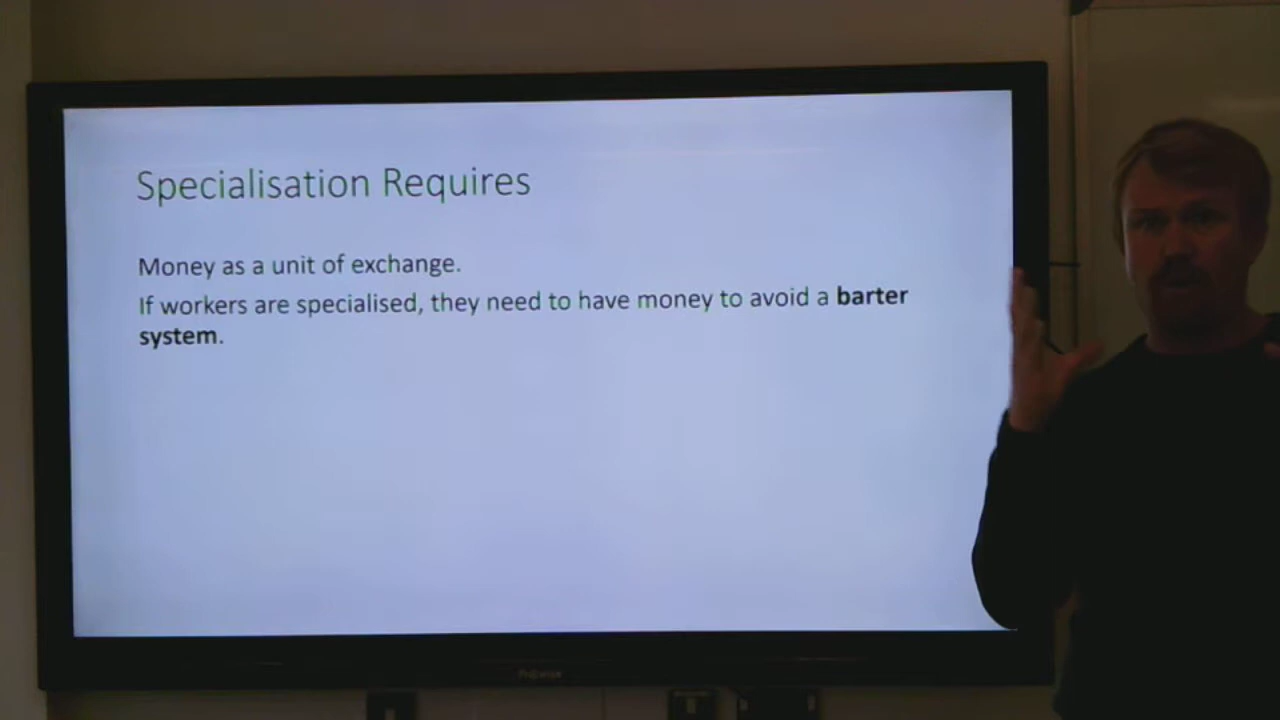 Specialisation Requires
Money as a unit of exchange.
If workers are specialised, they need to have money to avoid a barter
system.